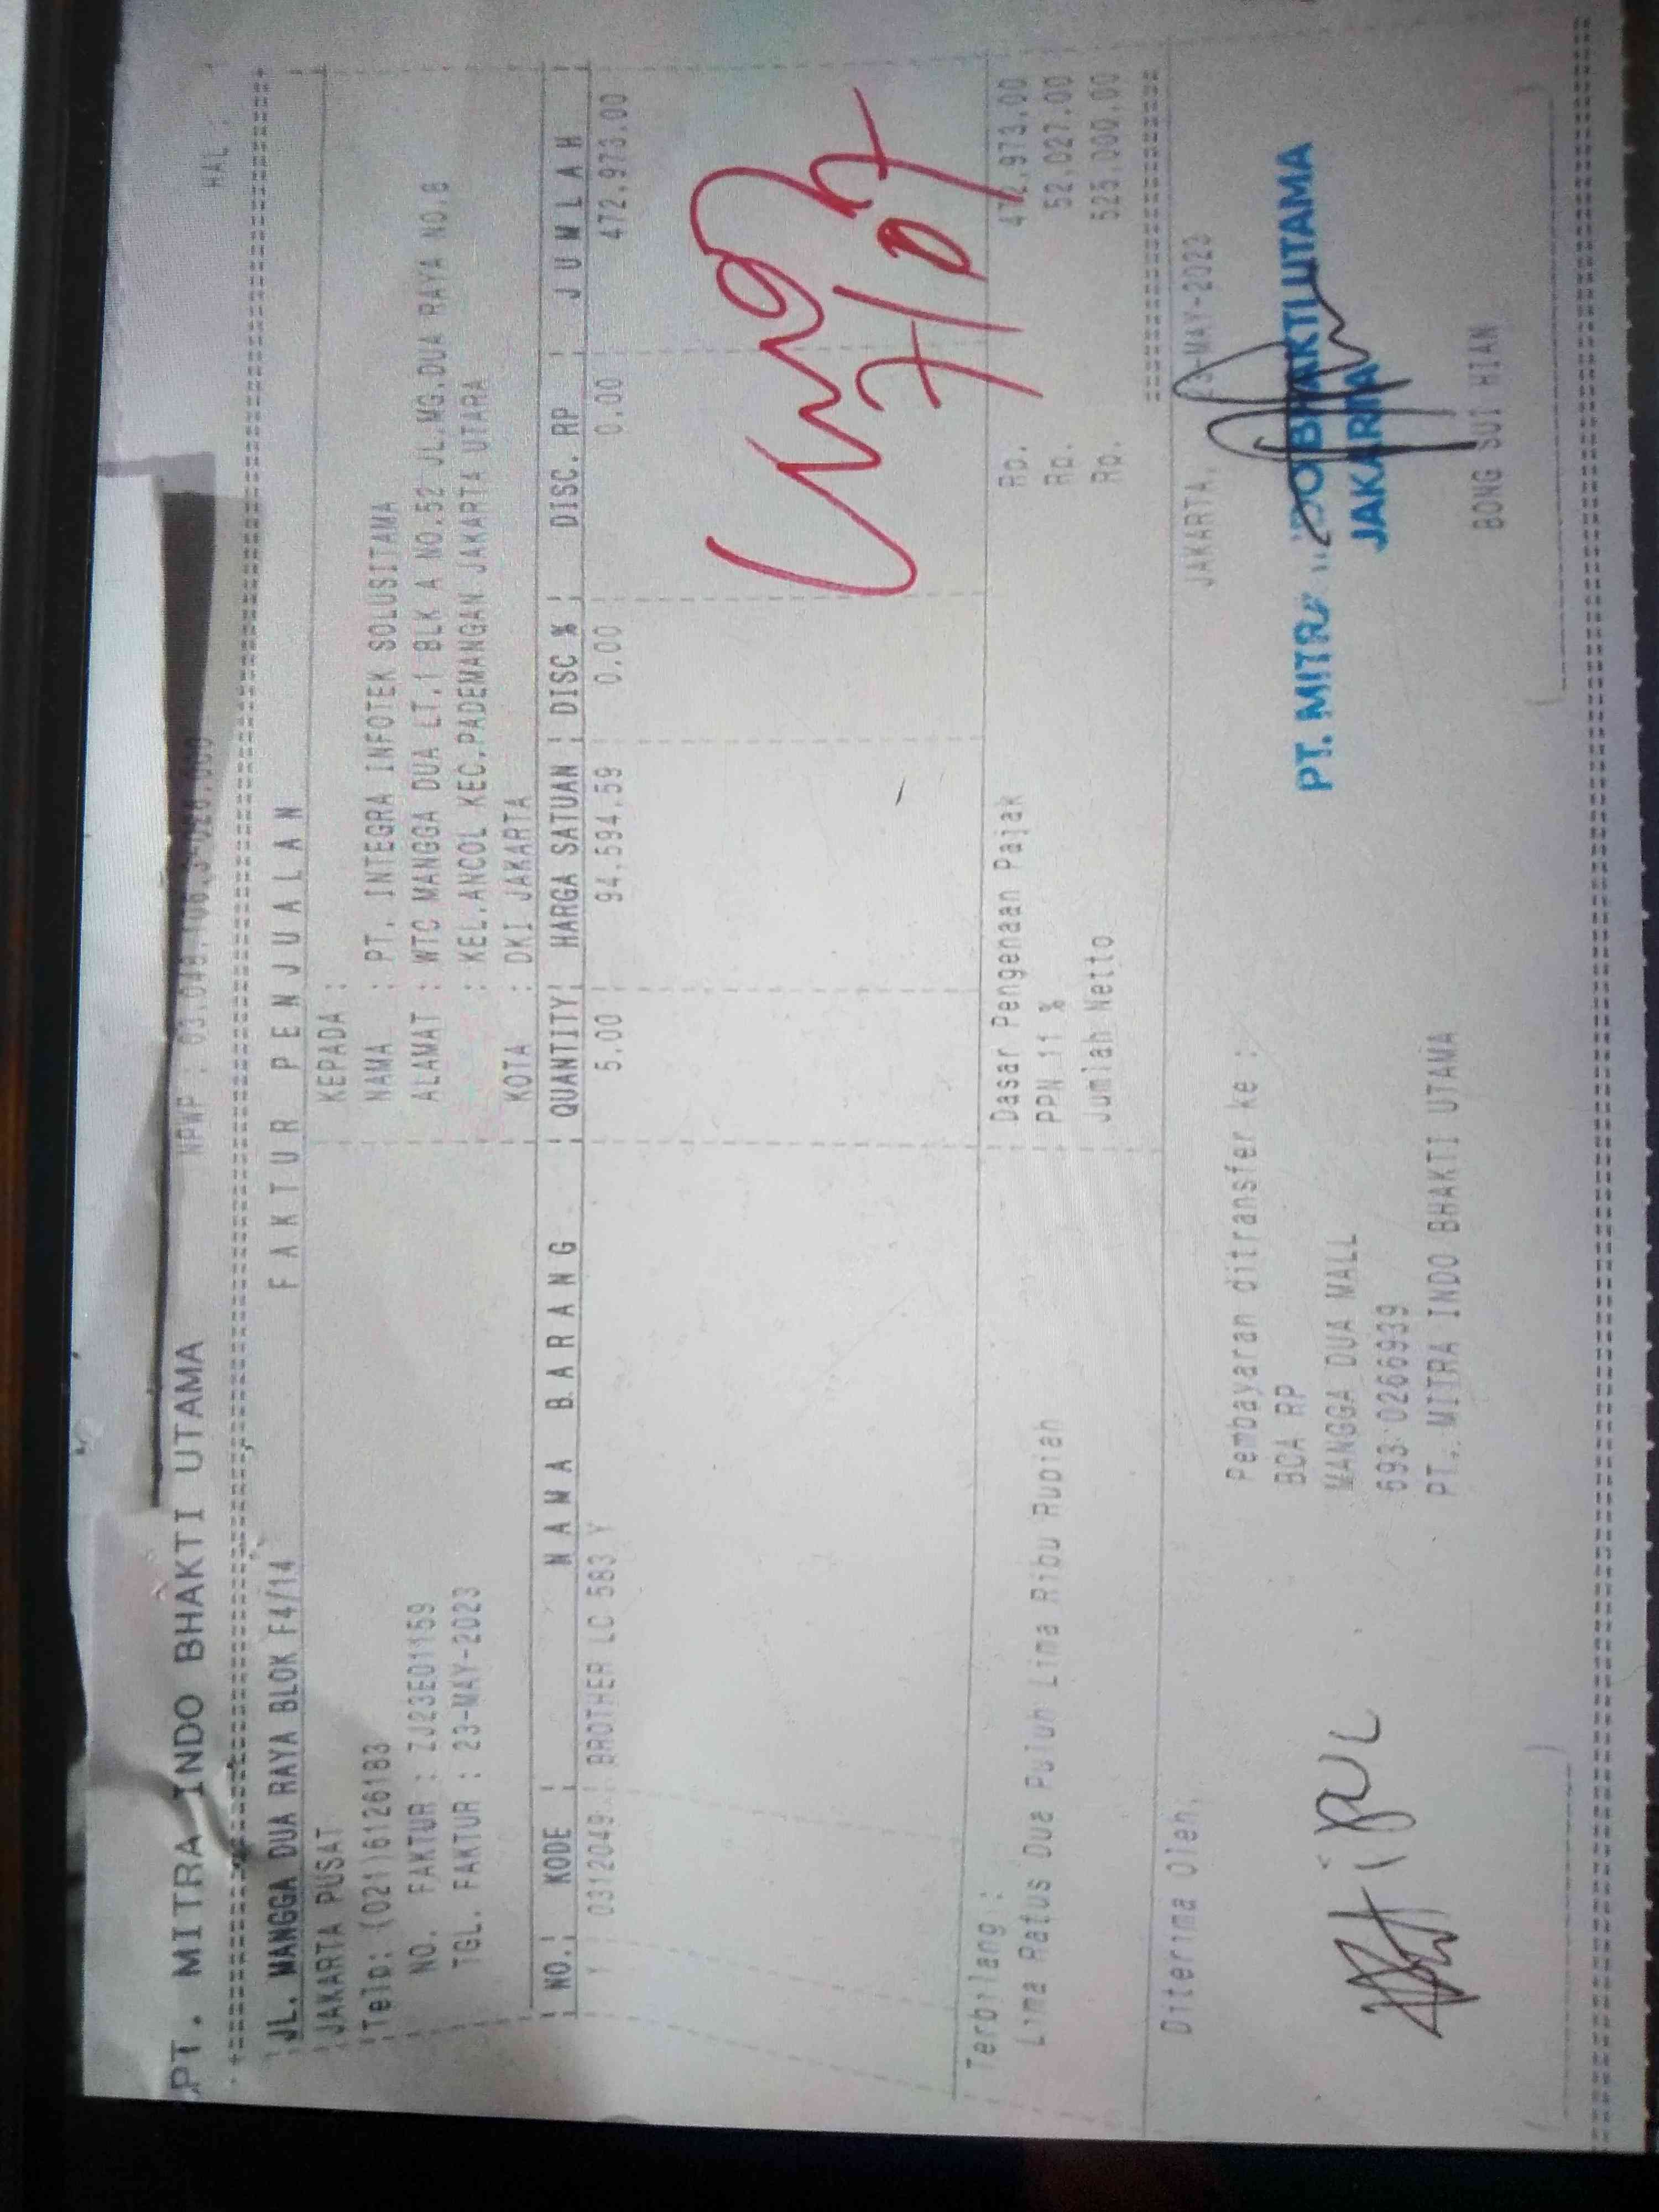 PT. MITRA INDO BHAKTI UTAMA
NPWP :
HAL :
JL. MANGGA DUA RAYA BLOK F4/14
FAKTUR PENJUALAN
JAKARTA PUSAT
Telp: (021)6126183
NO. FAKTUR : ZJ23E01159
TGL. FAKTUR : 23-MAY-2023
KEPADA :
NAMA : PT. INTEGRA INFOTEK SOLUSITAMA
ALAMAT : WTC MANGGA DUA LT.1 BLK A NO.52 JL.MG.DUA RAYA NO.8
: KEL.ANCOL KEC.PADEMANGAN JAKARTA UTARA
KOTA : DKI JAKARTA
NO. KODE NAMA BARANG QUANTITY HARGA SATUAN DISC % DISC. RP JUMLAH
0312049 BROTHER LC 583 Y 5.00 94,594.59 0.00 0.00 472,973.00
Terbilang :
Lima Ratus Dua Puluh Lima Ribu Rupiah
Dasar Pengenaan Pajak Rp. 472,973.00
PPN 11 % Rp. 52,027.00
Jumlah Netto Rp. 525,000.00
Diterima Oleh,
Pembayaran ditransfer ke :
BCA RP
MANGGA DUA MALL
693 0266939
PT. MITRA INDO BHAKTI UTAMA
JAKARTA, 23-MAY-2023
PT. MITRA INDO BHAKTI UTAMA
JAKARTA
BONG SUI HIAN